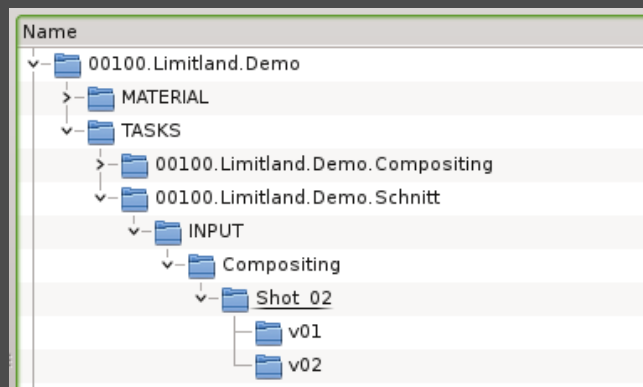 Name
00100.Limitland.Demo
MATERIAL
TASKS
00100.Limitland.Demo.Compositing
00100.Limitland.Demo.Schnitt
INPUT
Compositing
Shot_02
v01
v02